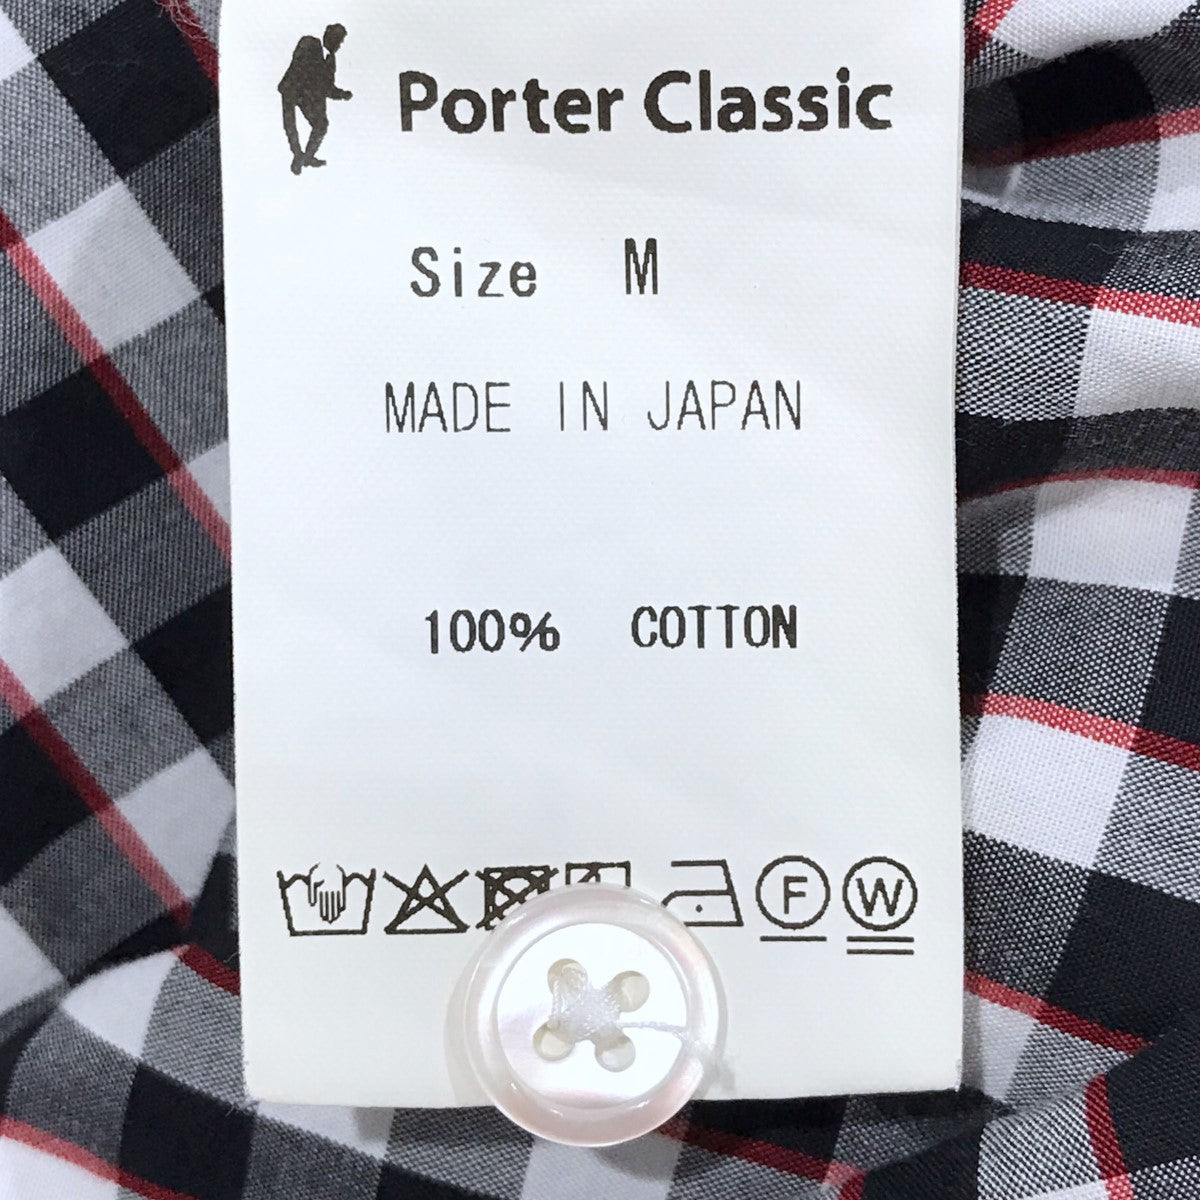 Porter Classic
Size M
MADE IN JAPAN
100% COTTON
F W